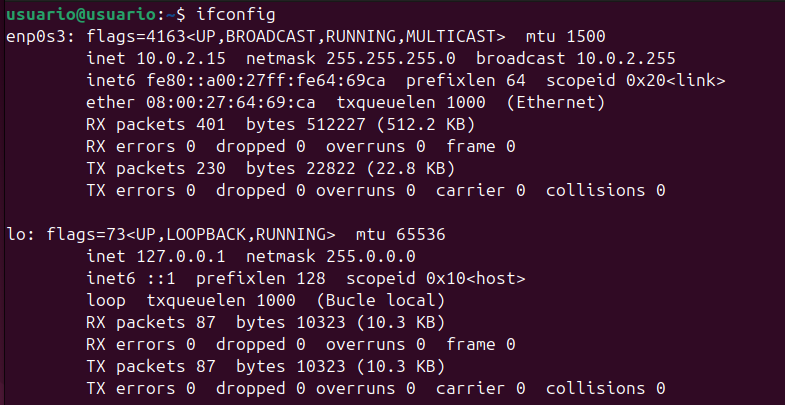 usuario@usuario:~$ ifconfig
enp0s3: flags=4163<UP,BROADCAST,RUNNING,MULTICAST>  mtu 1500
        inet 10.0.2.15  netmask 255.255.255.0  broadcast 10.0.2.255
        inet6 fe80::a00:27ff:fe64:69ca  prefixlen 64  scopeid 0x20<link>
        ether 08:00:27:64:69:ca  txqueuelen 1000  (Ethernet)
        RX packets 401  bytes 512227 (512.2 KB)
        RX errors 0  dropped 0  overruns 0  frame 0
        TX packets 230  bytes 22822 (22.8 KB)
        TX errors 0  dropped 0 overruns 0  carrier 0  collisions 0

lo: flags=73<UP,LOOPBACK,RUNNING>  mtu 65536
        inet 127.0.0.1  netmask 255.0.0.0
        inet6 ::1  prefixlen 128  scopeid 0x10<host>
        loop  txqueuelen 1000  (Bucle local)
        RX packets 87  bytes 10323 (10.3 KB)
        RX errors 0  dropped 0  overruns 0  frame 0
        TX packets 87  bytes 10323 (10.3 KB)
        TX errors 0  dropped 0 overruns 0  carrier 0  collisions 0